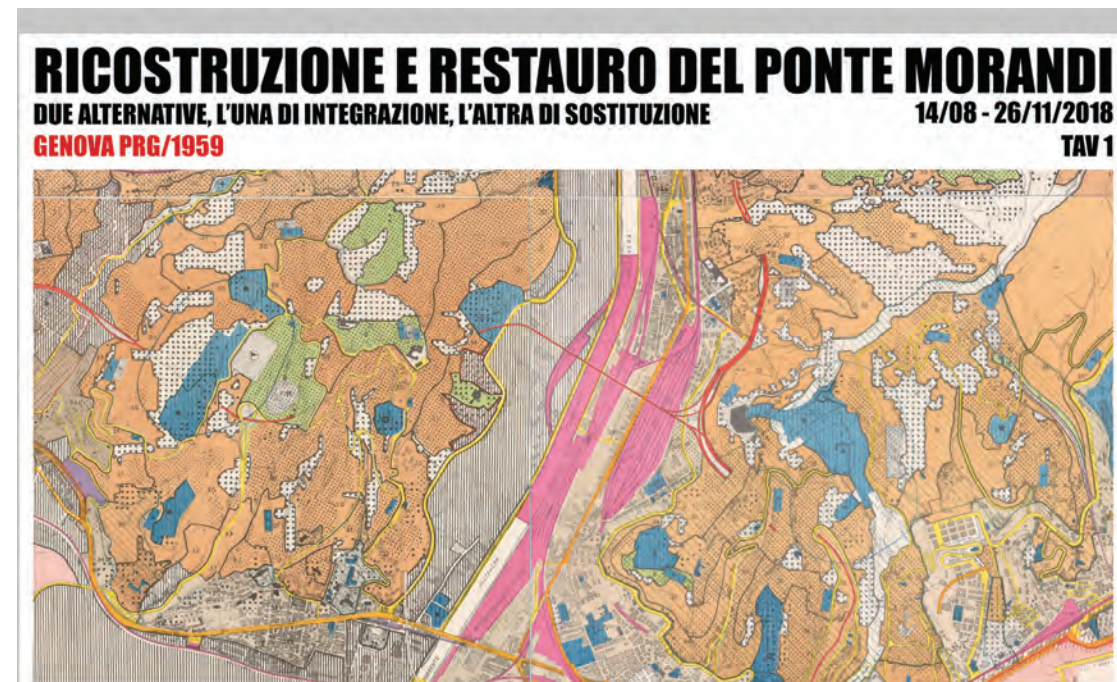 RICOSTRUZIONE E RESTAURO DEL PONTE MORANDI
DUE ALTERNATIVE, L'UNA DI INTEGRAZIONE, L'ALTRA DI SOSTITUZIONE 14/08 - 26/11/2018
GENOVA PRG/1959 TAV 1